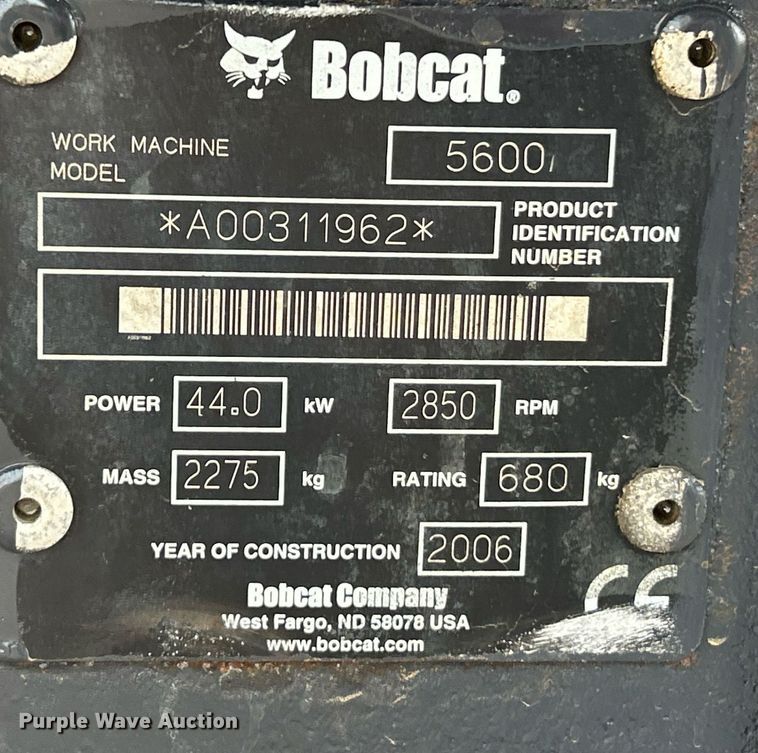 Bobcat®
WORK MACHINE
MODEL
5600
*A00311962*
PRODUCT
IDENTIFICATION
NUMBER
POWER 44.0 kW 2850 RPM
MASS 2275 kg RATING 680 kg
YEAR OF CONSTRUCTION 2006
Bobcat Company
West Fargo, ND 58078 USA
www.bobcat.com
CE
Purple Wave Auction